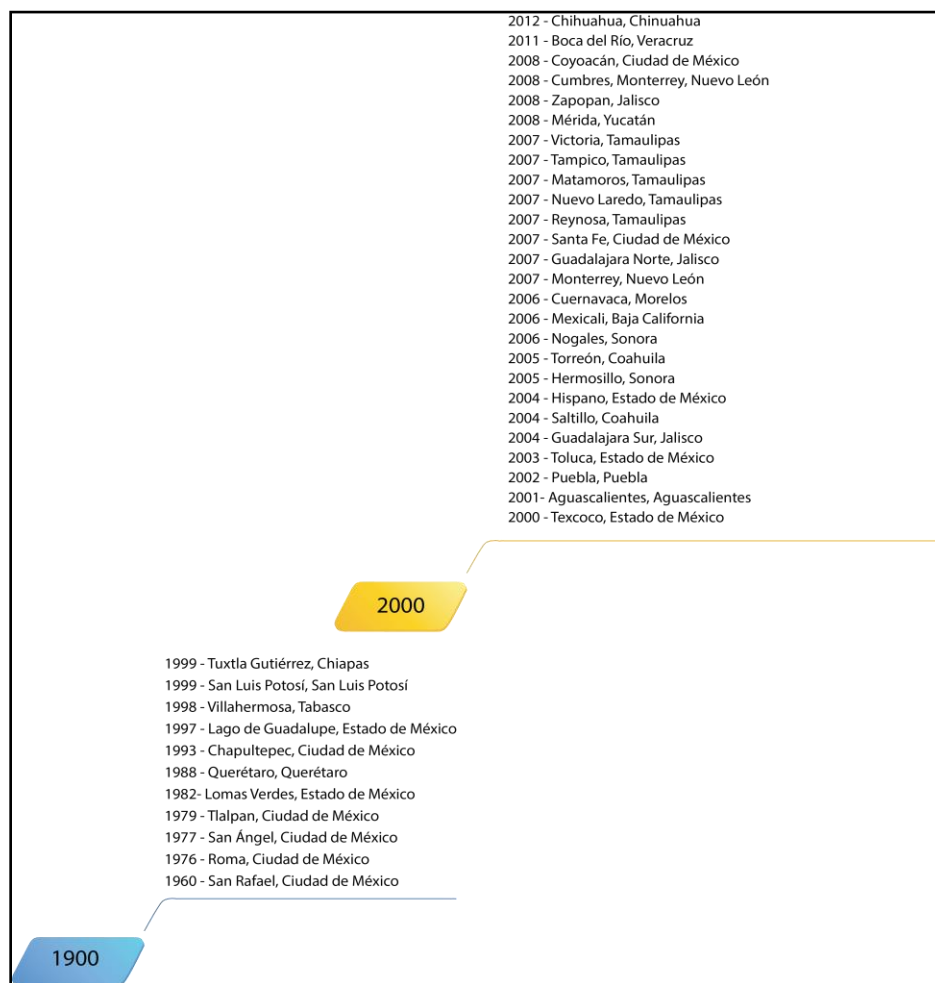 2012 - Chihuahua, Chinuahua
2011 - Boca del Río, Veracruz
2008 - Coyoacán, Ciudad de México
2008 - Cumbres, Monterrey, Nuevo León
2008 - Zapopan, Jalisco
2008 - Mérida, Yucatán
2007 - Victoria, Tamaulipas
2007 - Tampico, Tamaulipas
2007 - Matamoros, Tamaulipas
2007 - Nuevo Laredo, Tamaulipas
2007 - Reynosa, Tamaulipas
2007 - Santa Fe, Ciudad de México
2007 - Guadalajara Norte, Jalisco
2007 - Monterrey, Nuevo León
2006 - Cuernavaca, Morelos
2006 - Mexicali, Baja California
2006 - Nogales, Sonora
2005 - Torreón, Coahuila
2005 - Hermosillo, Sonora
2004 - Hispano, Estado de México
2004 - Saltillo, Coahuila
2004 - Guadalajara Sur, Jalisco
2003 - Toluca, Estado de México
2002 - Puebla, Puebla
2001- Aguascalientes, Aguascalientes
2000 - Texcoco, Estado de México
2000
1999 - Tuxtla Gutiérrez, Chiapas
1999 - San Luis Potosí, San Luis Potosí
1998 - Villahermosa, Tabasco
1997 - Lago de Guadalupe, Estado de México
1993 - Chapultepec, Ciudad de México
1988 - Querétaro, Querétaro
1982- Lomas Verdes, Estado de México
1979 - Tlalpan, Ciudad de México
1977 - San Ángel, Ciudad de México
1976 - Roma, Ciudad de México
1960 - San Rafael, Ciudad de México
1900